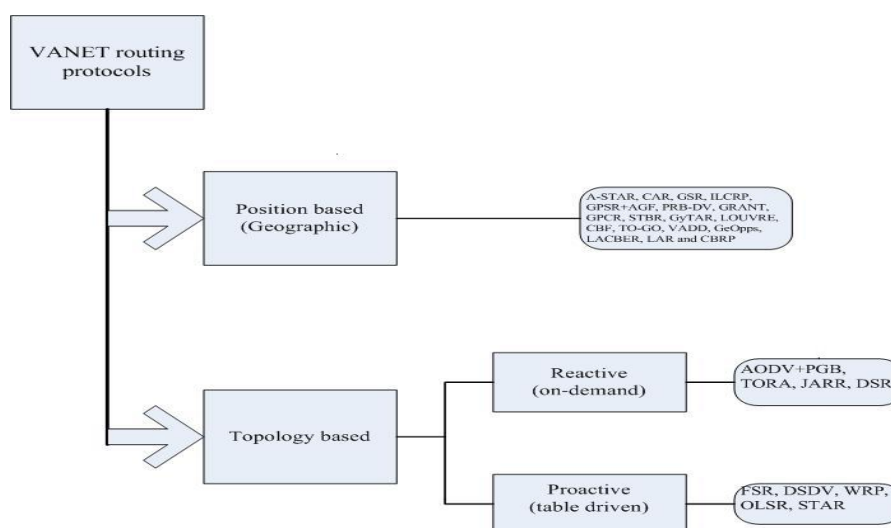 VANET routing
protocols
Position based
(Geographic)
A-STAR, CAR, GSR, ILCRP,
GPSR+AGF, PRB-DV, GRANT,
GPCR, STBR, GyTAR, LOUVRE,
CBF, TO-GO, VADD, GeOpps,
LACBER, LAR and CBRP
Reactive
(on-demand)
AODV+PGB,
TORA, JARR, DSR
Topology based
Proactive
(table driven)
FSR, DSDV, WRP,
OLSR, STAR